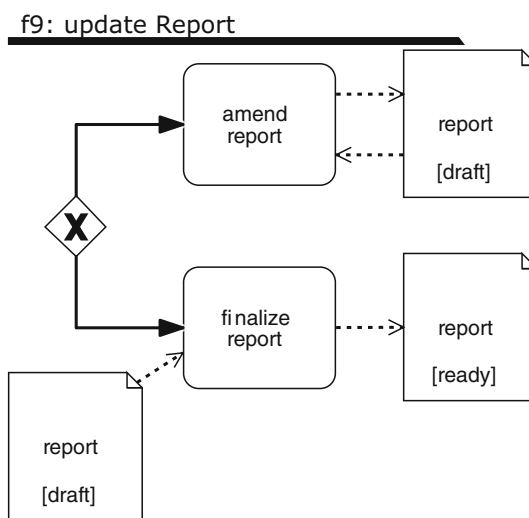 f9: update Report
amend
report
report
[draft]
X
finalize
report
report
[ready]
report
[draft]